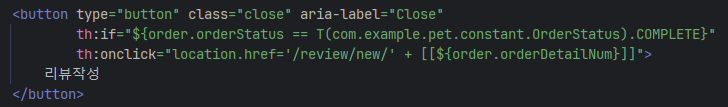 <button type="button" class="close" aria-label="Close"
th:if="${order.orderStatus == T(com.example.pet.constant.OrderStatus).COMPLETE}"
th:onclick="location.href='/review/new/' + [[${order.orderDetailNum}]]">
리뷰작성
</button>